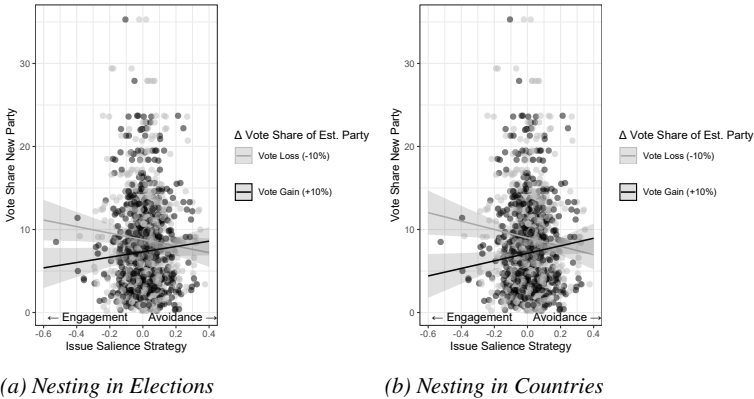 Vote Share New Party
30
20
10
0
← Engagement Avoidance →
-0.6 -0.4 -0.2 0.0 0.2 0.4
Issue Salience Strategy
Δ Vote Share of Est. Party
Vote Loss (-10%)
Vote Gain (+10%)
(a) Nesting in Elections
Vote Share New Party
30
20
10
0
← Engagement Avoidance →
-0.6 -0.4 -0.2 0.0 0.2 0.4
Issue Salience Strategy
Δ Vote Share of Est. Party
Vote Loss (-10%)
Vote Gain (+10%)
(b) Nesting in Countries